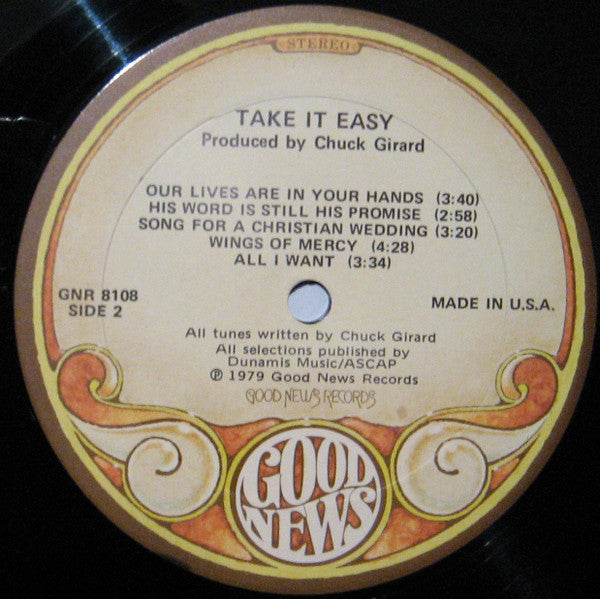 STEREO
TAKE IT EASY
Produced by Chuck Girard
OUR LIVES ARE IN YOUR HANDS (3:40)
HIS WORD IS STILL HIS PROMISE (2:58)
SONG FOR A CHRISTIAN WEDDING (3:20)
WINGS OF MERCY (4:28)
ALL I WANT (3:34)
GNR 8108
SIDE 2
MADE IN U.S.A.
All tunes written by Chuck Girard
All selections published by
Dunamis Music/ASCAP
℗ 1979 Good News Records
GOOD NEWS RECORDS
GOOD
NEWS